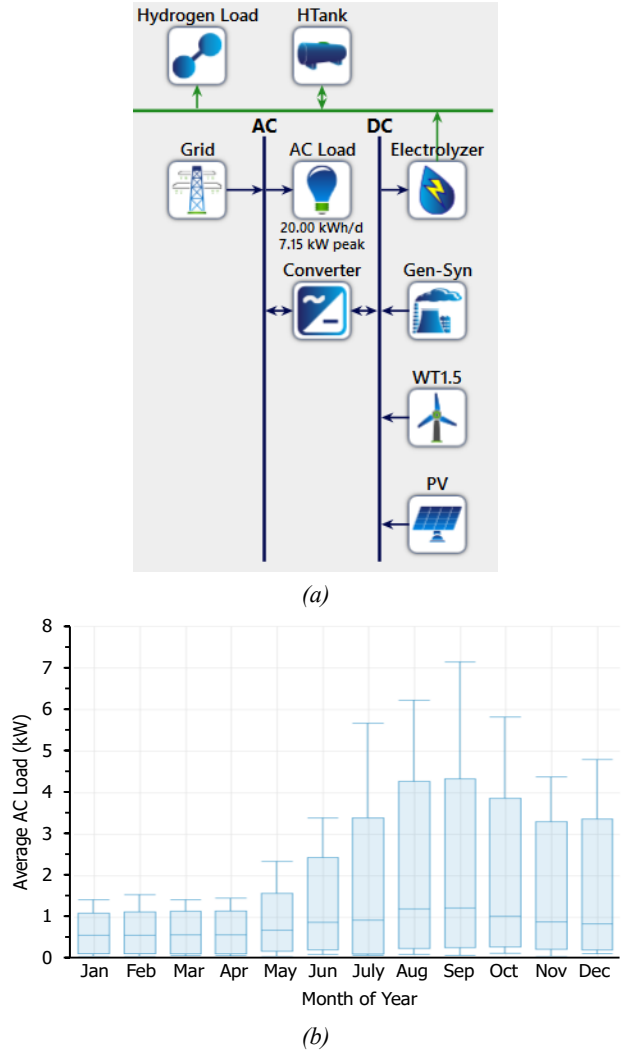 Hydrogen Load HTank
AC DC
Grid AC Load Electrolyzer
20.00 kWh/d
7.15 kW peak
Converter Gen-Syn
WT1.5
PV
(a)
8
7
6
5
4
3
2
1
0
Average AC Load (kW)
Jan Feb Mar Apr May Jun July Aug Sep Oct Nov Dec
Month of Year
(b)